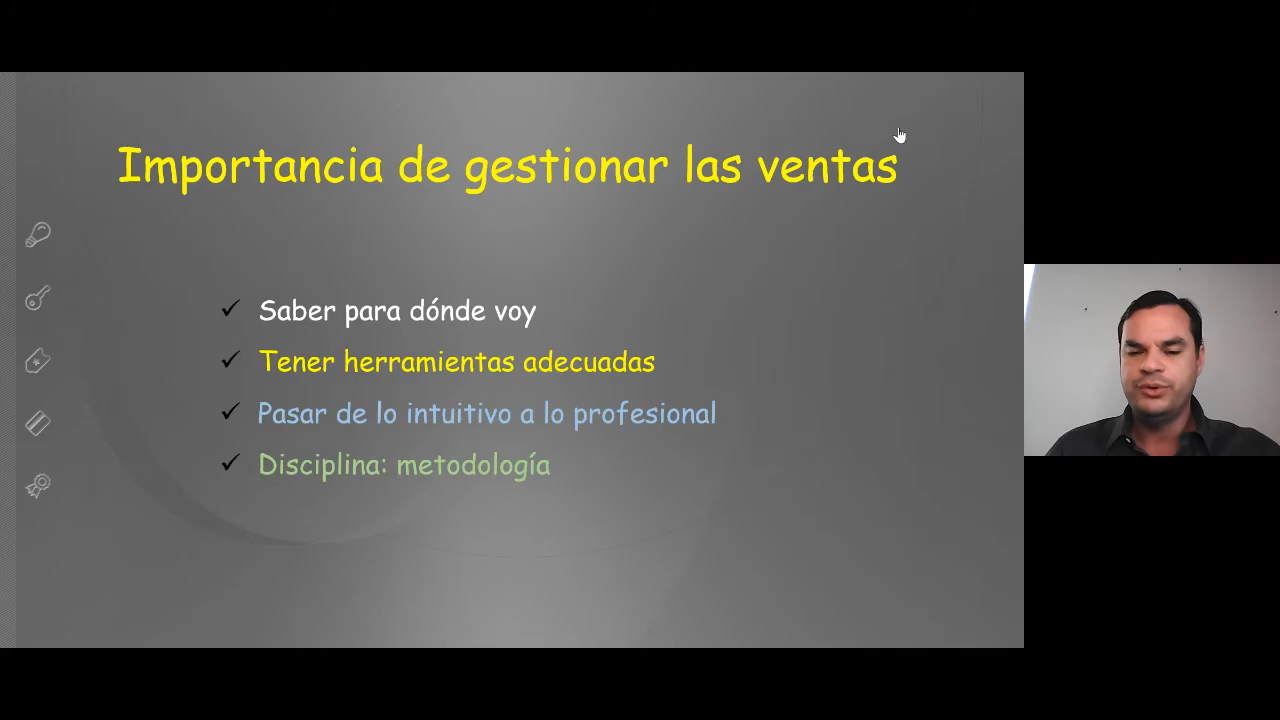 Importancia de gestionar las ventas
Saber para dónde voy
Tener herramientas adecuadas
Pasar de lo intuitivo a lo profesional
Disciplina: metodología